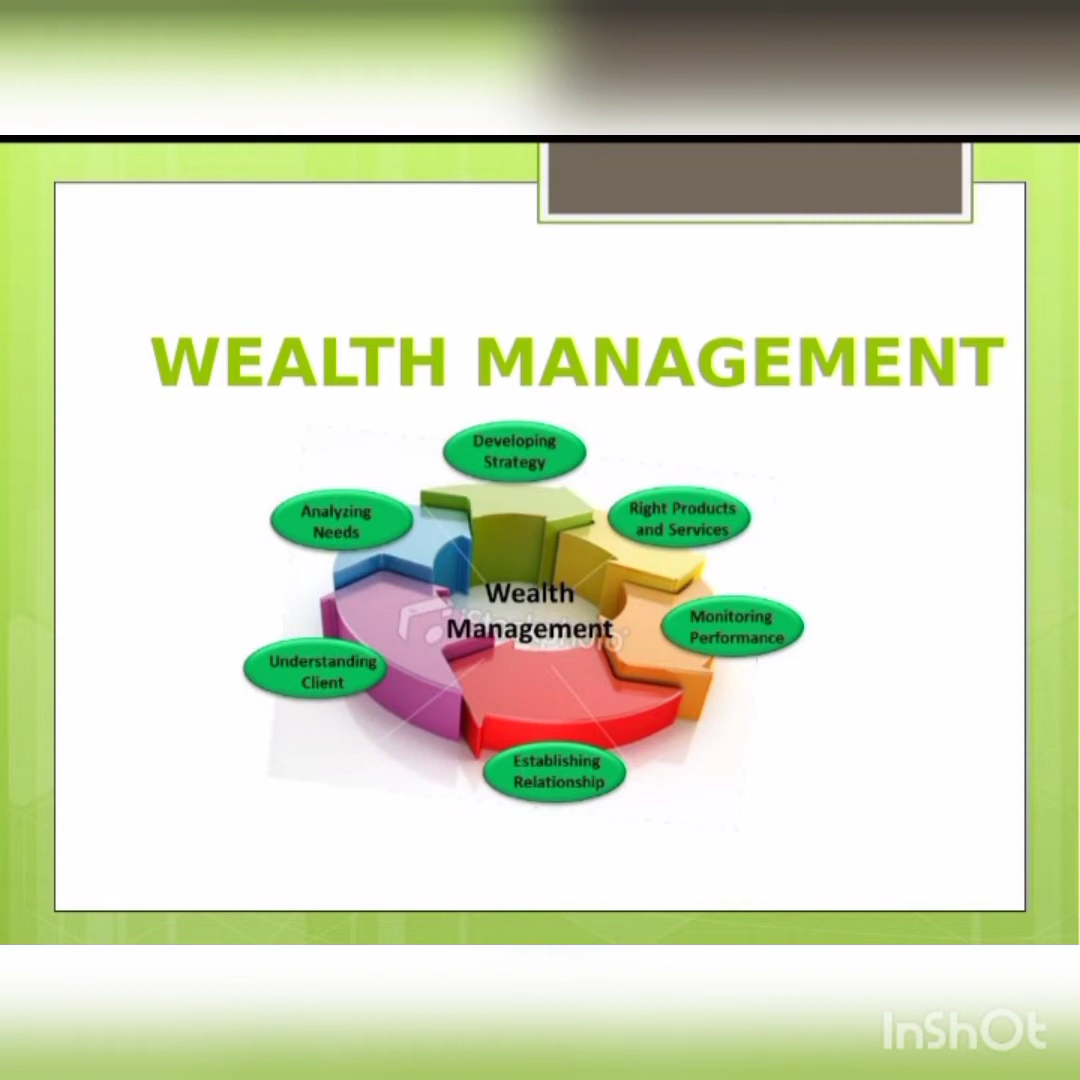 WEALTH MANAGEMENT
Developing
Strategy
Analyzing
Needs
Right Products
and Services
Wealth
Management
Monitoring
Performance
Understanding
Client
Establishing
Relationship
InShOt